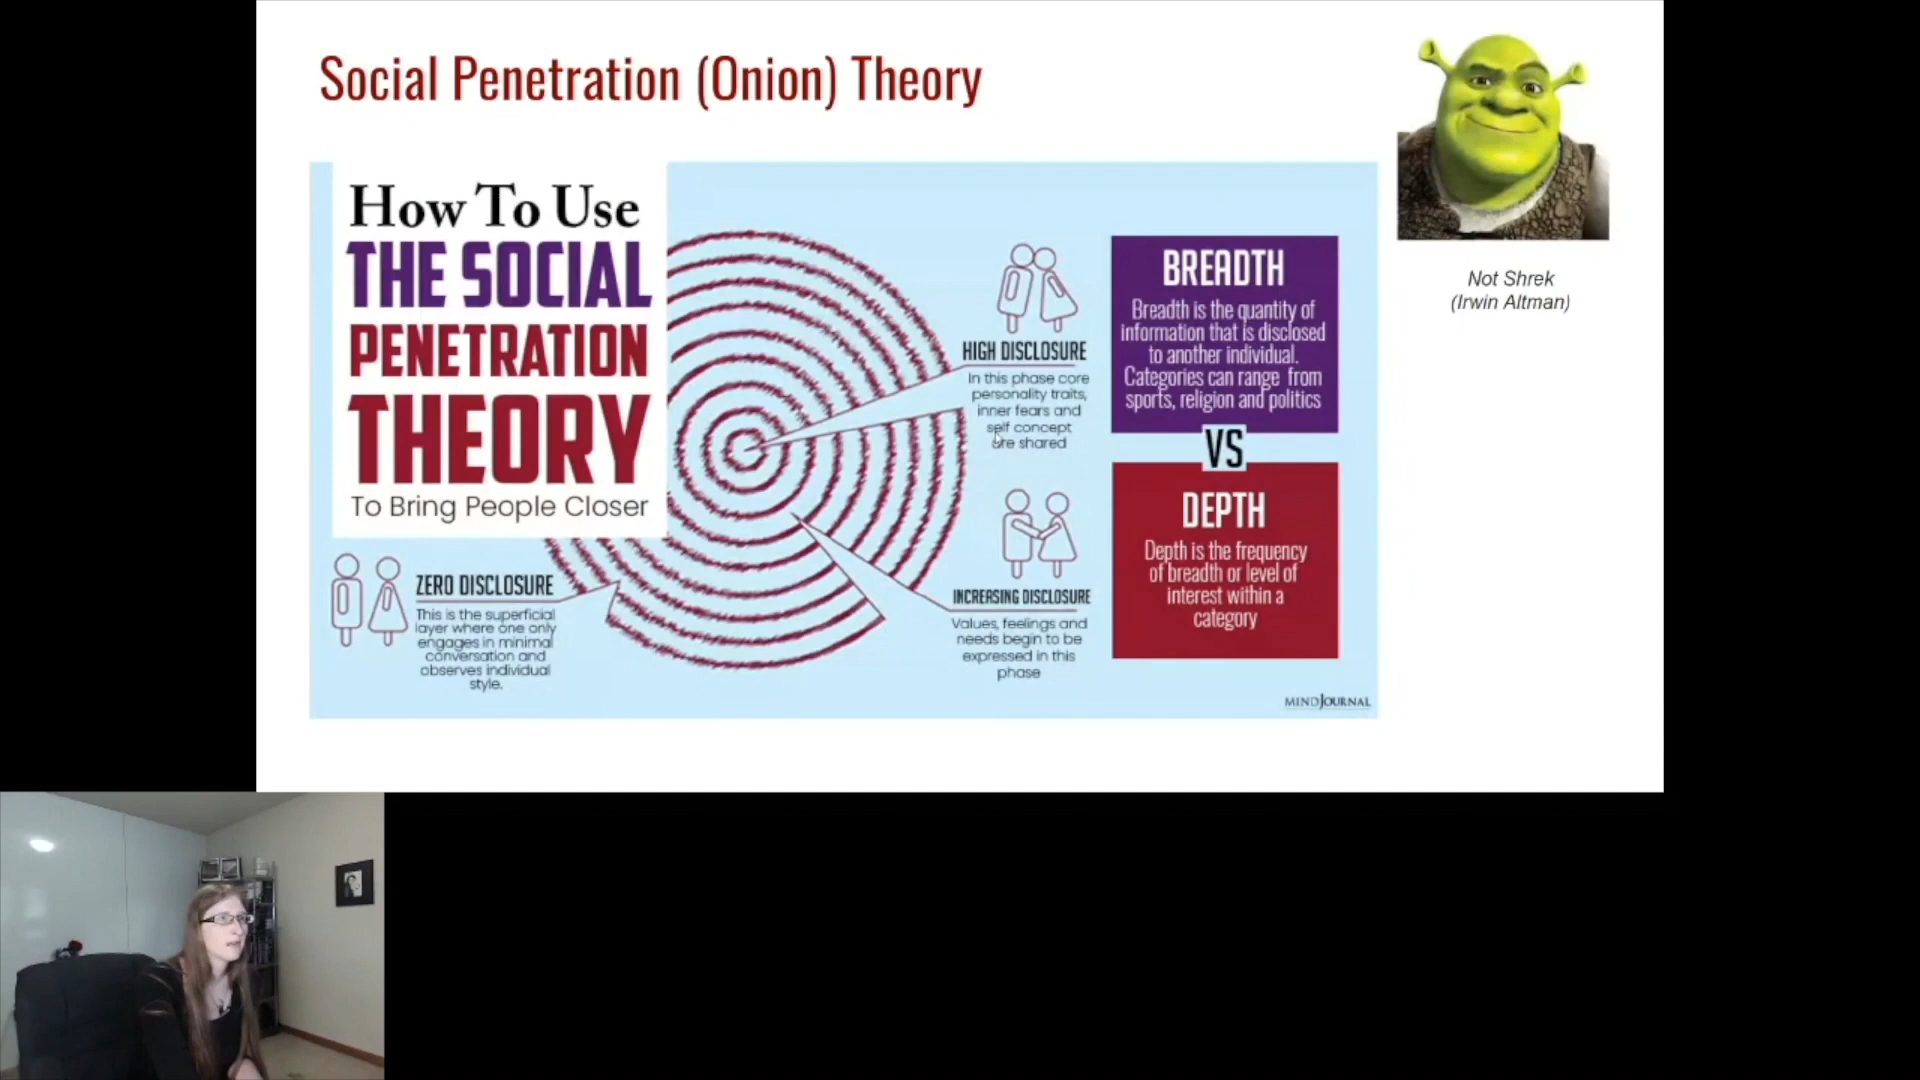 Social Penetration (Onion) Theory
How To Use
THE SOCIAL
PENETRATION
THEORY
To Bring People Closer
ZERO DISCLOSURE
This is the superficial
layer where one only
engages in minimal
conversation and
observes individual
style.
HIGH DISCLOSURE
In this phase core
personality traits,
inner fears and
self concept
are shared
INCREASING DISCLOSURE
Values, feelings and
needs begin to be
expressed in this
phase
BREADTH
Breadth is the quantity of
information that is disclosed
to another individual.
Categories can range from
sports, religion and politics
VS
DEPTH
Depth is the frequency
of breadth or level of
interest within a
category
MINDJOURNAL
Not Shrek
(Irwin Altman)